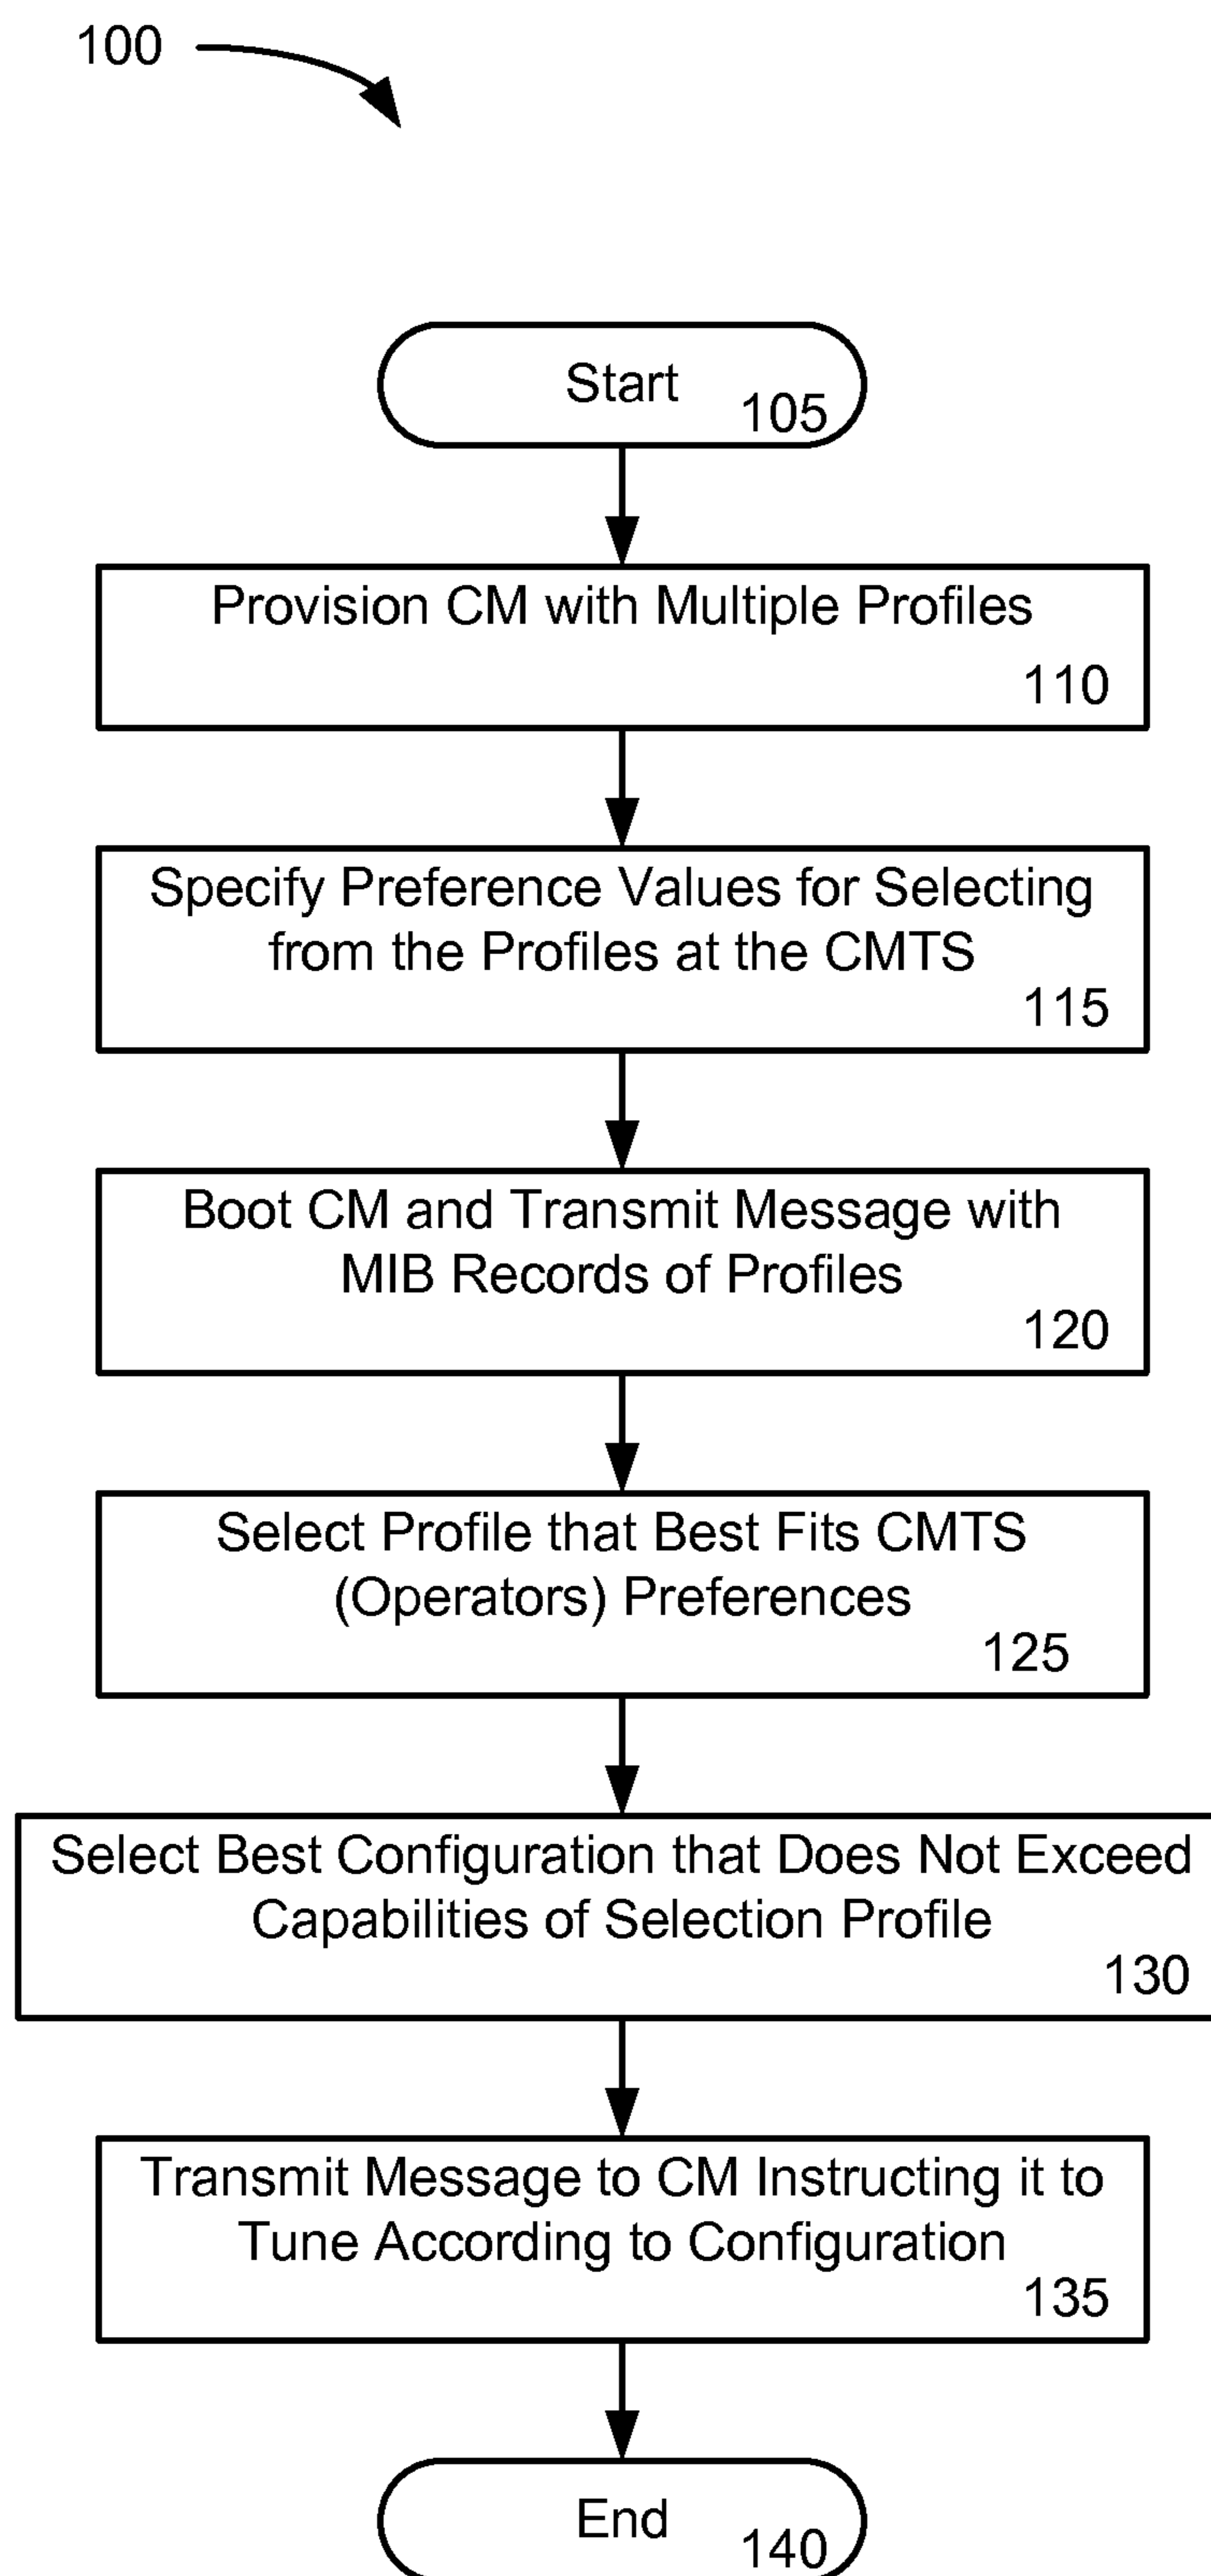 100
Start
105
Provision CM with Multiple Profiles
110
Specify Preference Values for Selecting
from the Profiles at the CMTS
115
Boot CM and Transmit Message with
MIB Records of Profiles
120
Select Profile that Best Fits CMTS
(Operators) Preferences
125
Select Best Configuration that Does Not Exceed
Capabilities of Selection Profile
130
Transmit Message to CM Instructing it to
Tune According to Configuration
135
End
140